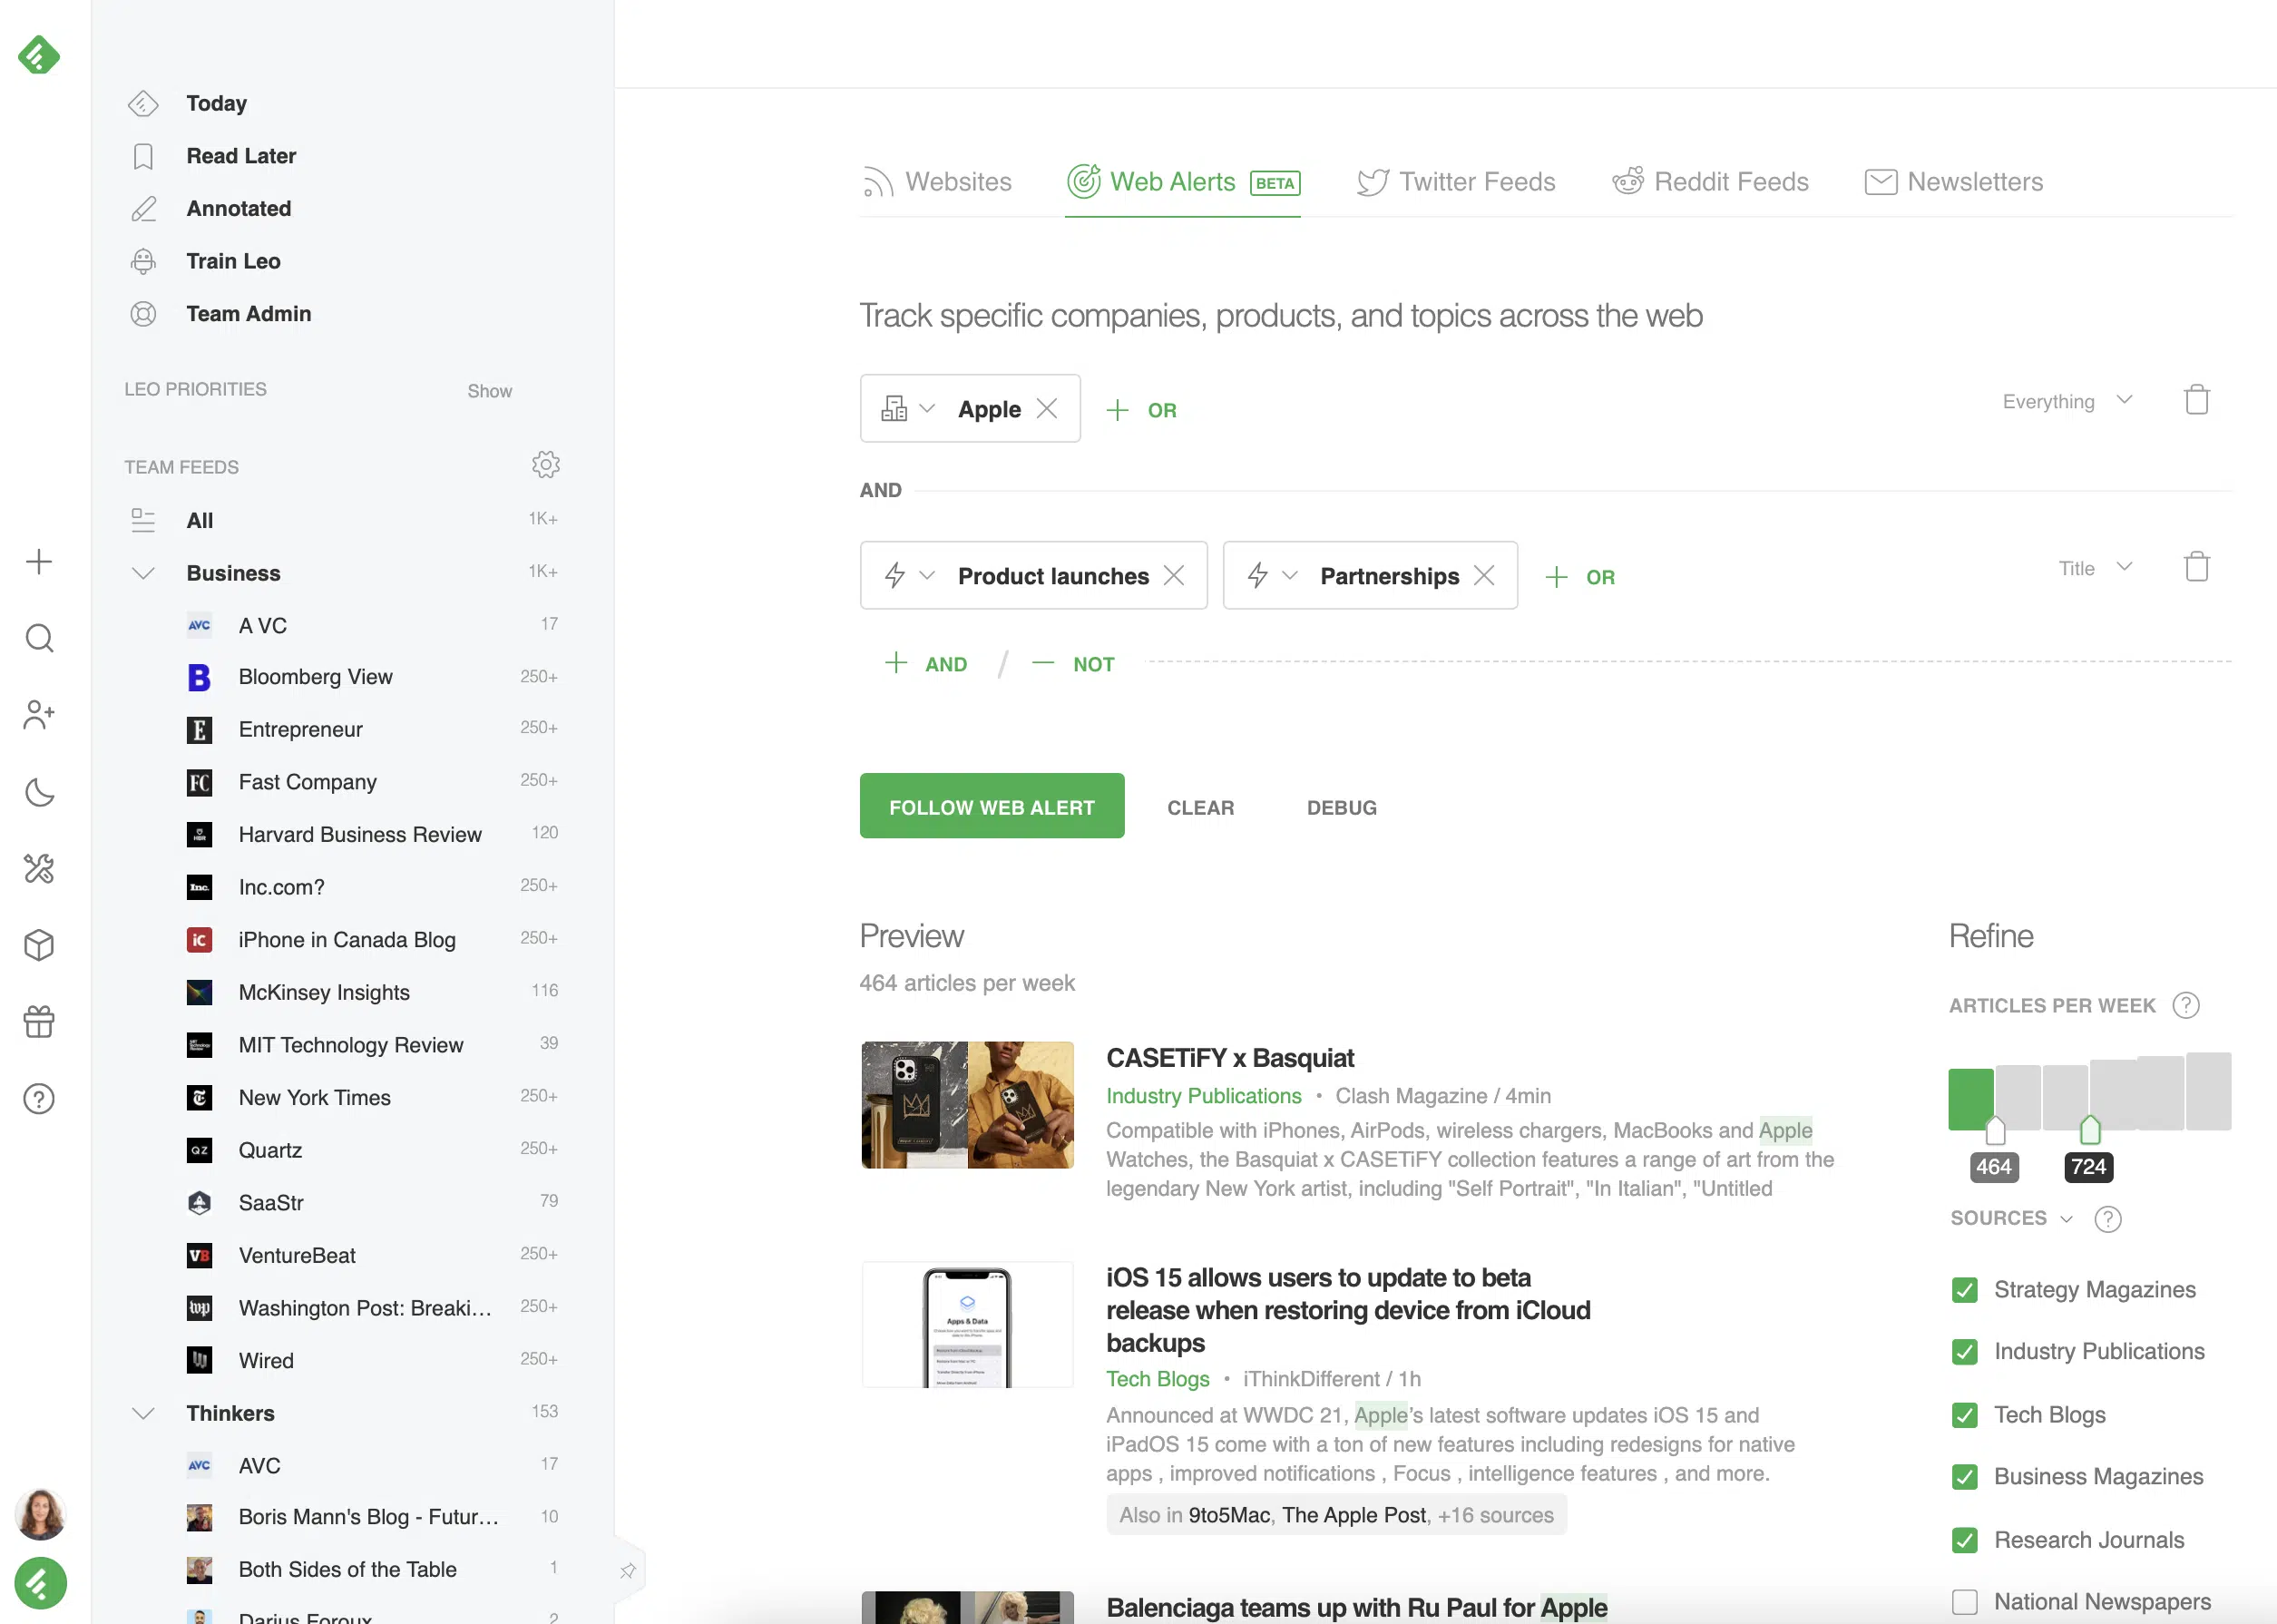 Today
Read Later
Annotated
Train Leo
Team Admin
LEO PRIORITIES Show
TEAM FEEDS
All 1K+
Business 1K+
AVC A VC 17
B Bloomberg View 250+
E Entrepreneur 250+
FC Fast Company 250+
Harvard Business Review 120
Inc. Inc.com? 250+
iC iPhone in Canada Blog 250+
McKinsey Insights 116
MIT Technology Review 39
New York Times 250+
QZ Quartz 250+
SaaStr 79
VB VentureBeat 250+
wp Washington Post: Breaki... 250+
Wired 250+
Thinkers 153
AVC AVC 17
Boris Mann's Blog - Futur... 10
Both Sides of the Table 1
Darius Foroux 2
Websites Web Alerts BETA Twitter Feeds Reddit Feeds Newsletters
Track specific companies, products, and topics across the web
Apple OR Everything
AND
Product launches Partnerships OR Title
AND / NOT
FOLLOW WEB ALERT CLEAR DEBUG
Preview
464 articles per week
CASETiFY x Basquiat
Industry Publications • Clash Magazine / 4min
Compatible with iPhones, AirPods, wireless chargers, MacBooks and Apple
Watches, the Basquiat x CASETiFY collection features a range of art from the
legendary New York artist, including "Self Portrait", "In Italian", "Untitled
Apps & Data
iOS 15 allows users to update to beta
release when restoring device from iCloud
backups
Tech Blogs • iThinkDifferent / 1h
Announced at WWDC 21, Apple’s latest software updates iOS 15 and
iPadOS 15 come with a ton of new features including redesigns for native
apps , improved notifications , Focus , intelligence features , and more.
Also in 9to5Mac, The Apple Post, +16 sources
Balenciaga teams up with Ru Paul for Apple
Refine
ARTICLES PER WEEK ?
464 724
SOURCES ?
Strategy Magazines
Industry Publications
Tech Blogs
Business Magazines
Research Journals
National Newspapers